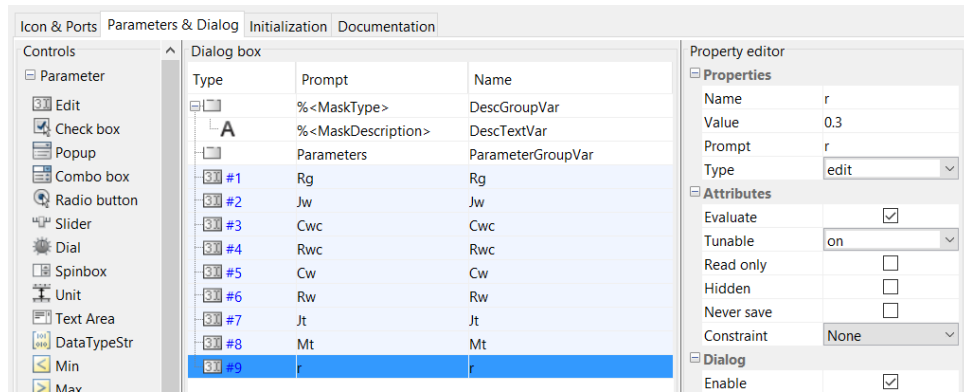 Icon & Ports Parameters & Dialog Initialization Documentation
Controls
Parameter
Edit
Check box
Popup
Combo box
Radio button
Slider
Dial
Spinbox
Unit
Text Area
DataTypeStr
Min
Max
Dialog box
Type Prompt Name
%<MaskType> DescGroupVar
A %<MaskDescription> DescTextVar
Parameters ParameterGroupVar
#1 Rg Rg
#2 Jw Jw
#3 Cwc Cwc
#4 Rwc Rwc
#5 Cw Cw
#6 Rw Rw
#7 Jt Jt
#8 Mt Mt
#9 r r
Property editor
Properties
Name r
Value 0.3
Prompt r
Type edit
Attributes
Evaluate
Tunable on
Read only
Hidden
Never save
Constraint None
Dialog
Enable